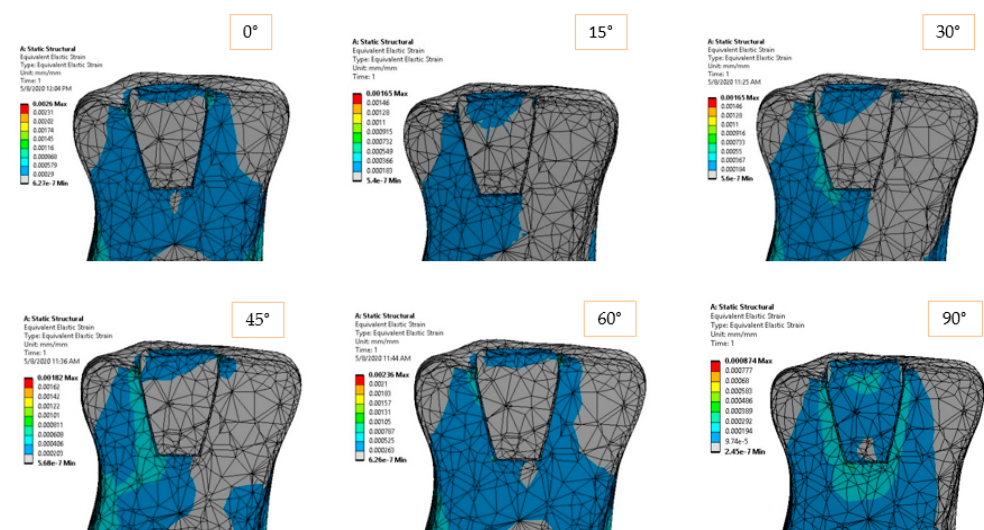 0°
A: Static Structural
Equivalent Elastic Strain
Type: Equivalent Elastic Strain
Unit: mm/mm
Time: 1
5/8/2020 12:04 PM
0.0026 Max
0.00231
0.00202
0.00174
0.00145
0.00116
0.000868
0.000579
0.00029
6.27e-7 Min
15°
A: Static Structural
Equivalent Elastic Strain
Type: Equivalent Elastic Strain
Unit: mm/mm
Time: 1
0.00165 Max
0.00146
0.00128
0.0011
0.000915
0.000732
0.000549
0.000366
0.000183
5.4e-7 Min
30°
A: Static Structural
Equivalent Elastic Strain
Type: Equivalent Elastic Strain
Unit: mm/mm
Time: 1
5/8/2020 11:25 AM
0.00165 Max
0.00146
0.00128
0.0011
0.000916
0.000733
0.00055
0.000367
0.000184
5.6e-7 Min
45°
A: Static Structural
Equivalent Elastic Strain
Type: Equivalent Elastic Strain
Unit: mm/mm
Time: 1
5/8/2020 11:36 AM
0.00182 Max
0.00162
0.00142
0.00122
0.00101
0.000811
0.000608
0.000406
0.000203
5.68e-7 Min
60°
A: Static Structural
Equivalent Elastic Strain
Type: Equivalent Elastic Strain
Unit: mm/mm
Time: 1
5/8/2020 11:44 AM
0.00236 Max
0.0021
0.00183
0.00157
0.00131
0.00105
0.000787
0.000525
0.000263
6.26e-7 Min
90°
A: Static Structural
Equivalent Elastic Strain
Type: Equivalent Elastic Strain
Unit: mm/mm
Time: 1
0.000874 Max
0.000777
0.00068
0.000583
0.000486
0.000389
0.000292
0.000194
9.74e-5
2.45e-7 Min